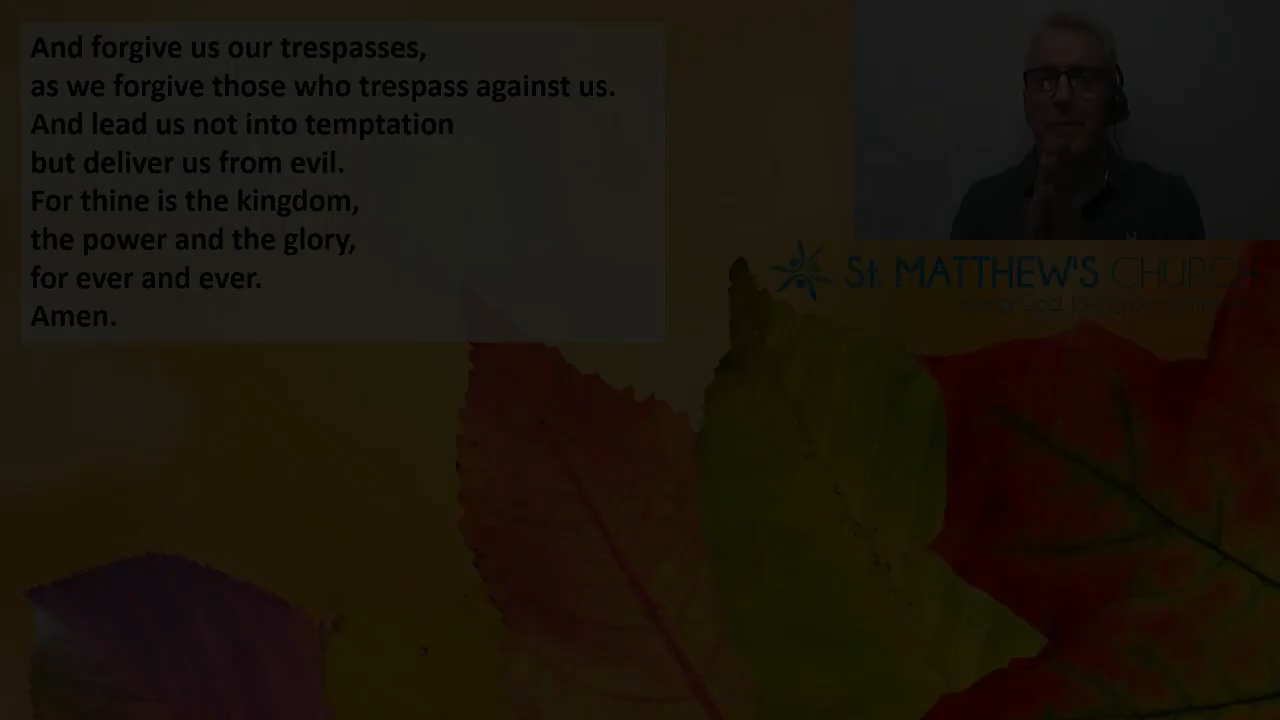 And forgive us our trespasses,
as we forgive those who trespass against us.
And lead us not into temptation
but deliver us from evil.
For thine is the kingdom,
the power and the glory,
for ever and ever.
Amen.
St. MATTHEW'S CHURCH
God, loving